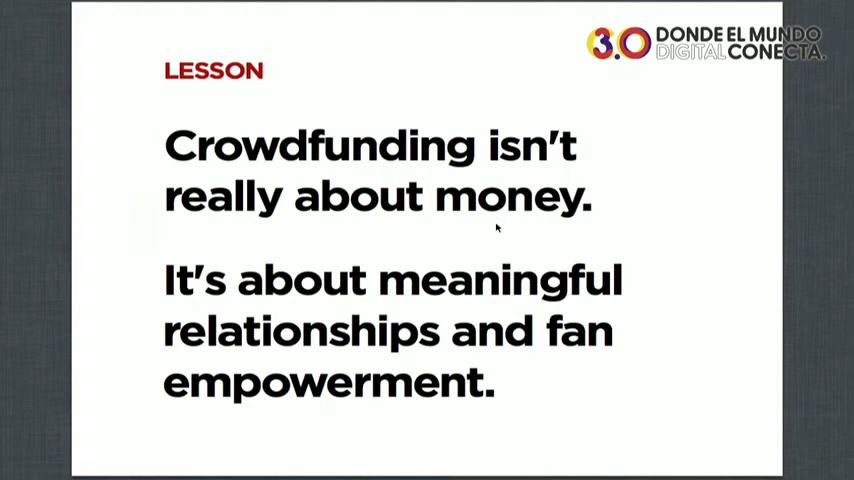 3.0 DONDE EL MUNDO
DIGITAL CONECTA.
LESSON
Crowdfunding isn't
really about money.
It's about meaningful
relationships and fan
empowerment.